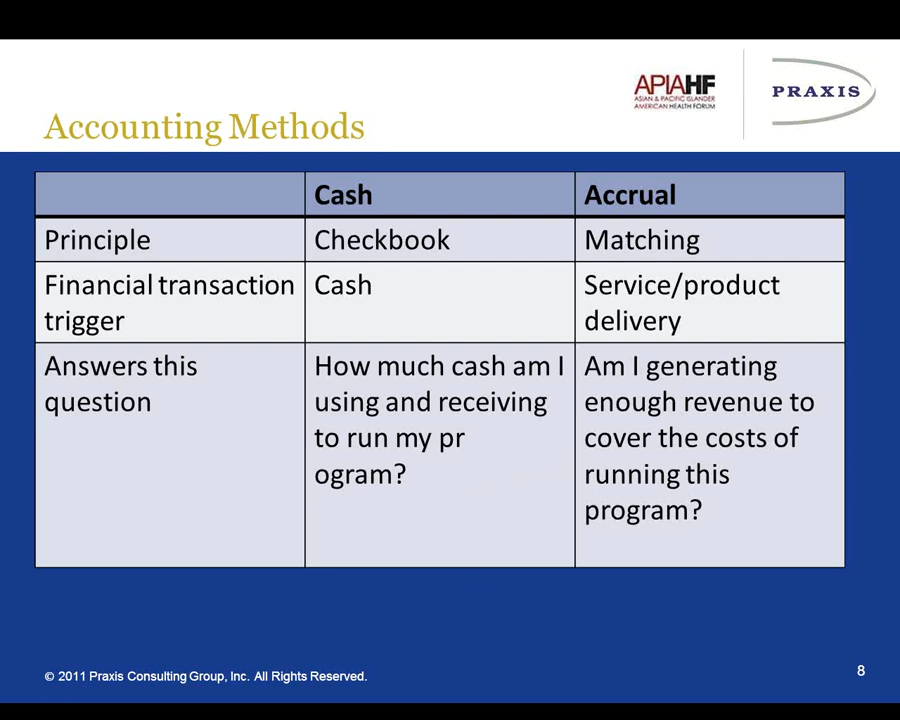 APIAHF
ASIAN & PACIFIC ISLANDER
AMERICAN HEALTH FORUM
PRAXIS
Accounting Methods
Cash
Accrual
Principle
Checkbook
Matching
Financial transaction
trigger
Cash
Service/product
delivery
Answers this
question
How much cash am I
using and receiving
to run my pr
ogram?
Am I generating
enough revenue to
cover the costs of
running this
program?
© 2011 Praxis Consulting Group, Inc. All Rights Reserved.
8